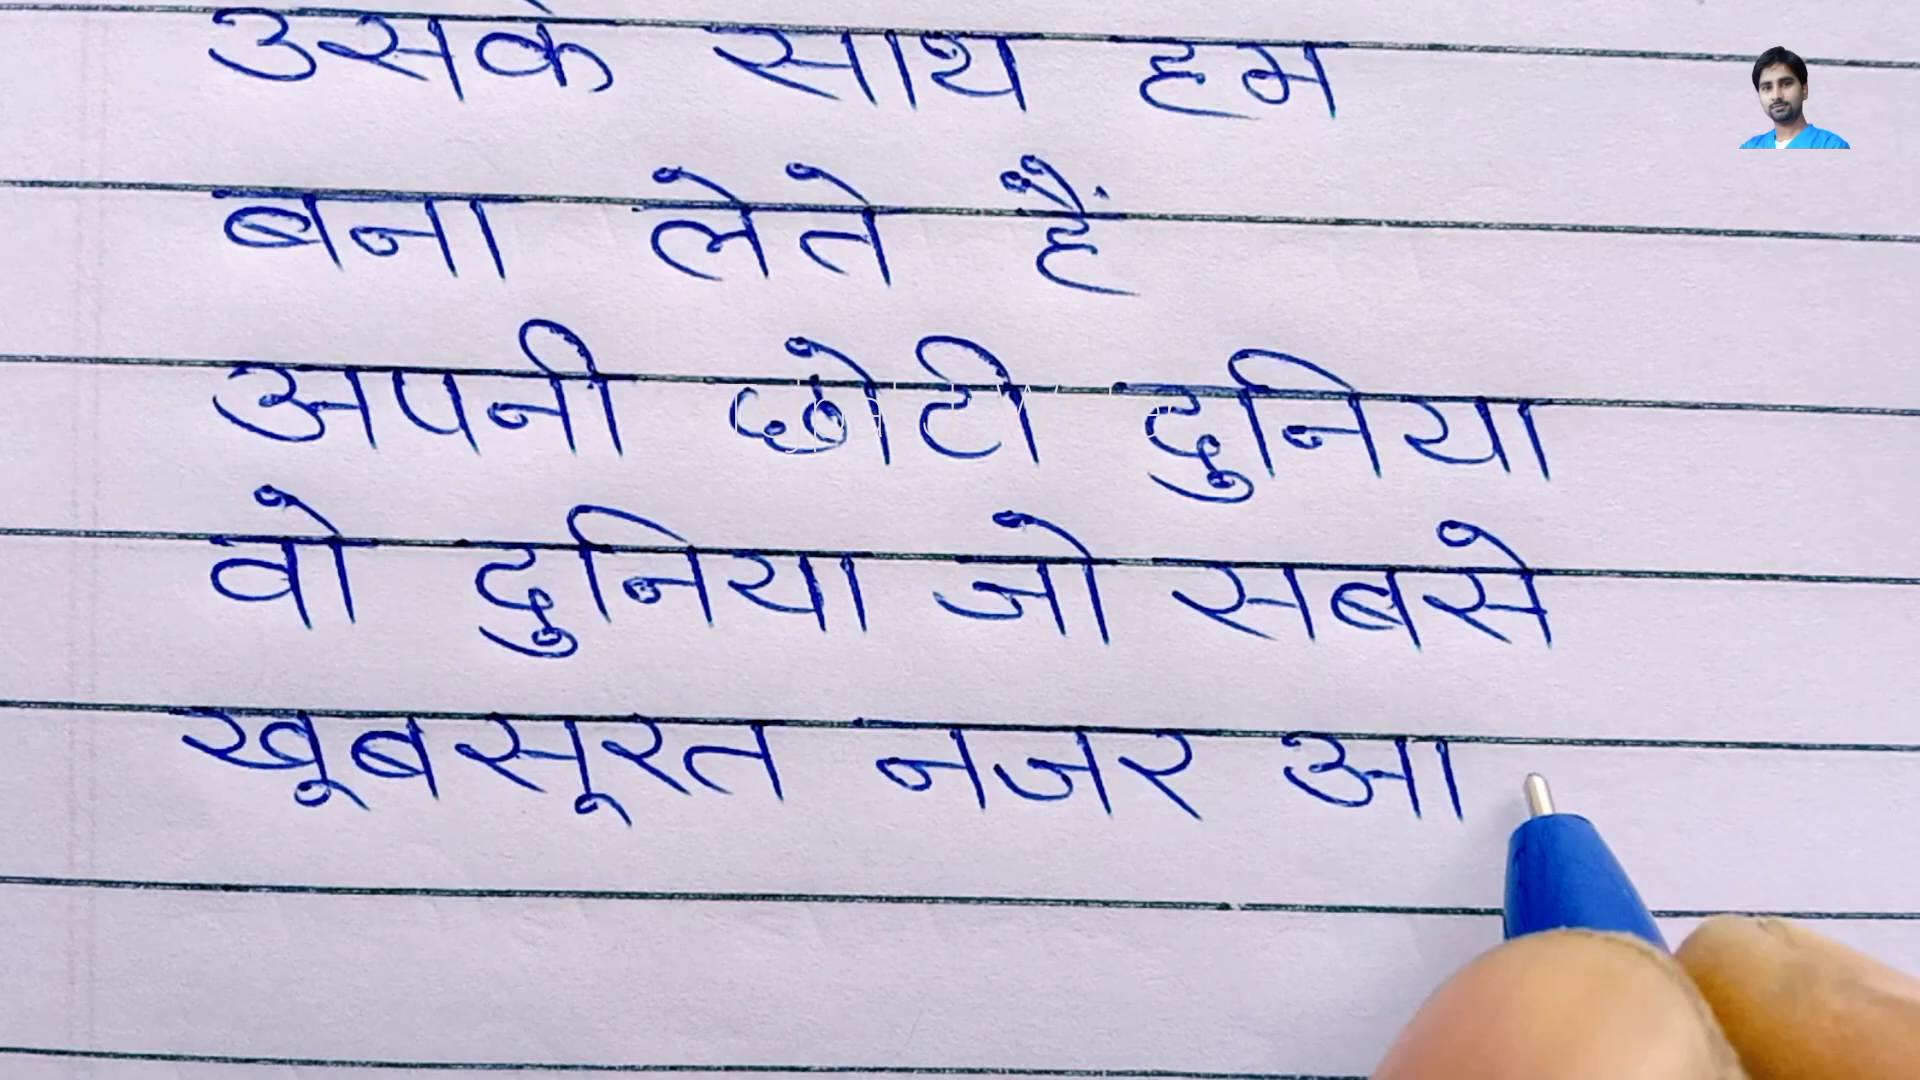 उसके साथ हम
बना लेते हैं
अपनी छोटी दुनिया
वो दुनिया जो सबसे
खूबसूरत नजर आ